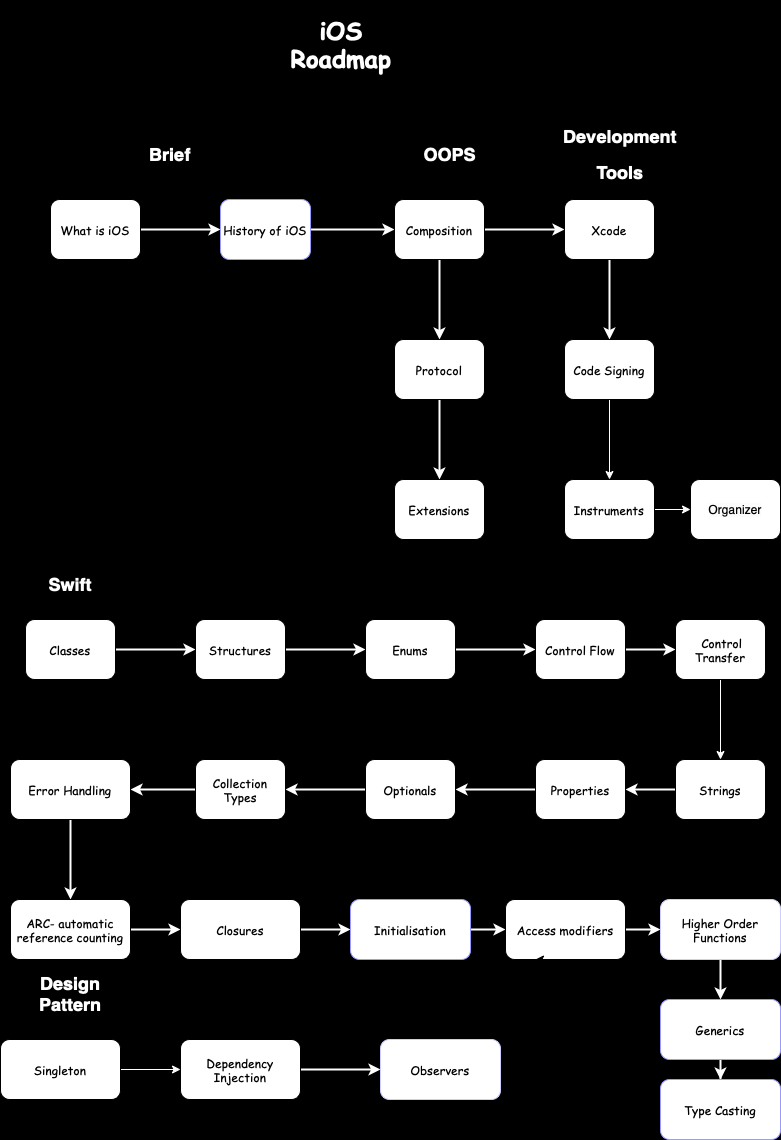 iOS
Roadmap
Brief
OOPS
Development
Tools
What is iOS
History of iOS
Composition
Xcode
Protocol
Code Signing
Extensions
Instruments
Organizer
Swift
Classes
Structures
Enums
Control Flow
Control
Transfer
Error Handling
Collection
Types
Optionals
Properties
Strings
ARC- automatic
reference counting
Closures
Initialisation
Access modifiers
Higher Order
Functions
Design
Pattern
Generics
Singleton
Dependency
Injection
Observers
Type Casting